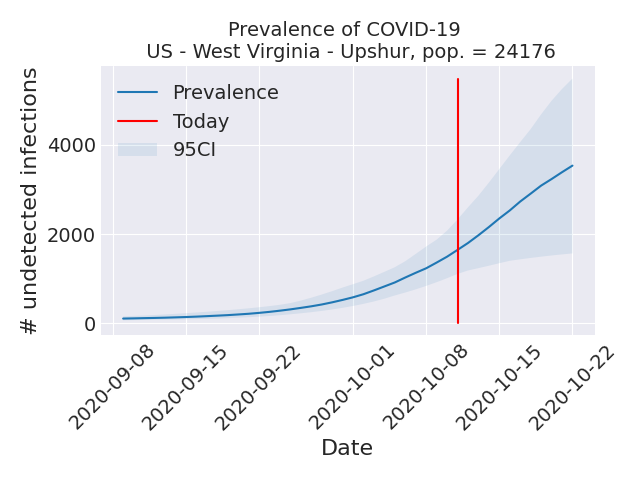 Prevalence of COVID-19
US - West Virginia - Upshur, pop. = 24176
# undetected infections
4000
2000
0
Prevalence
Today
95CI
2020-09-08
2020-09-15
2020-09-22
2020-10-01
2020-10-08
2020-10-15
2020-10-22
Date